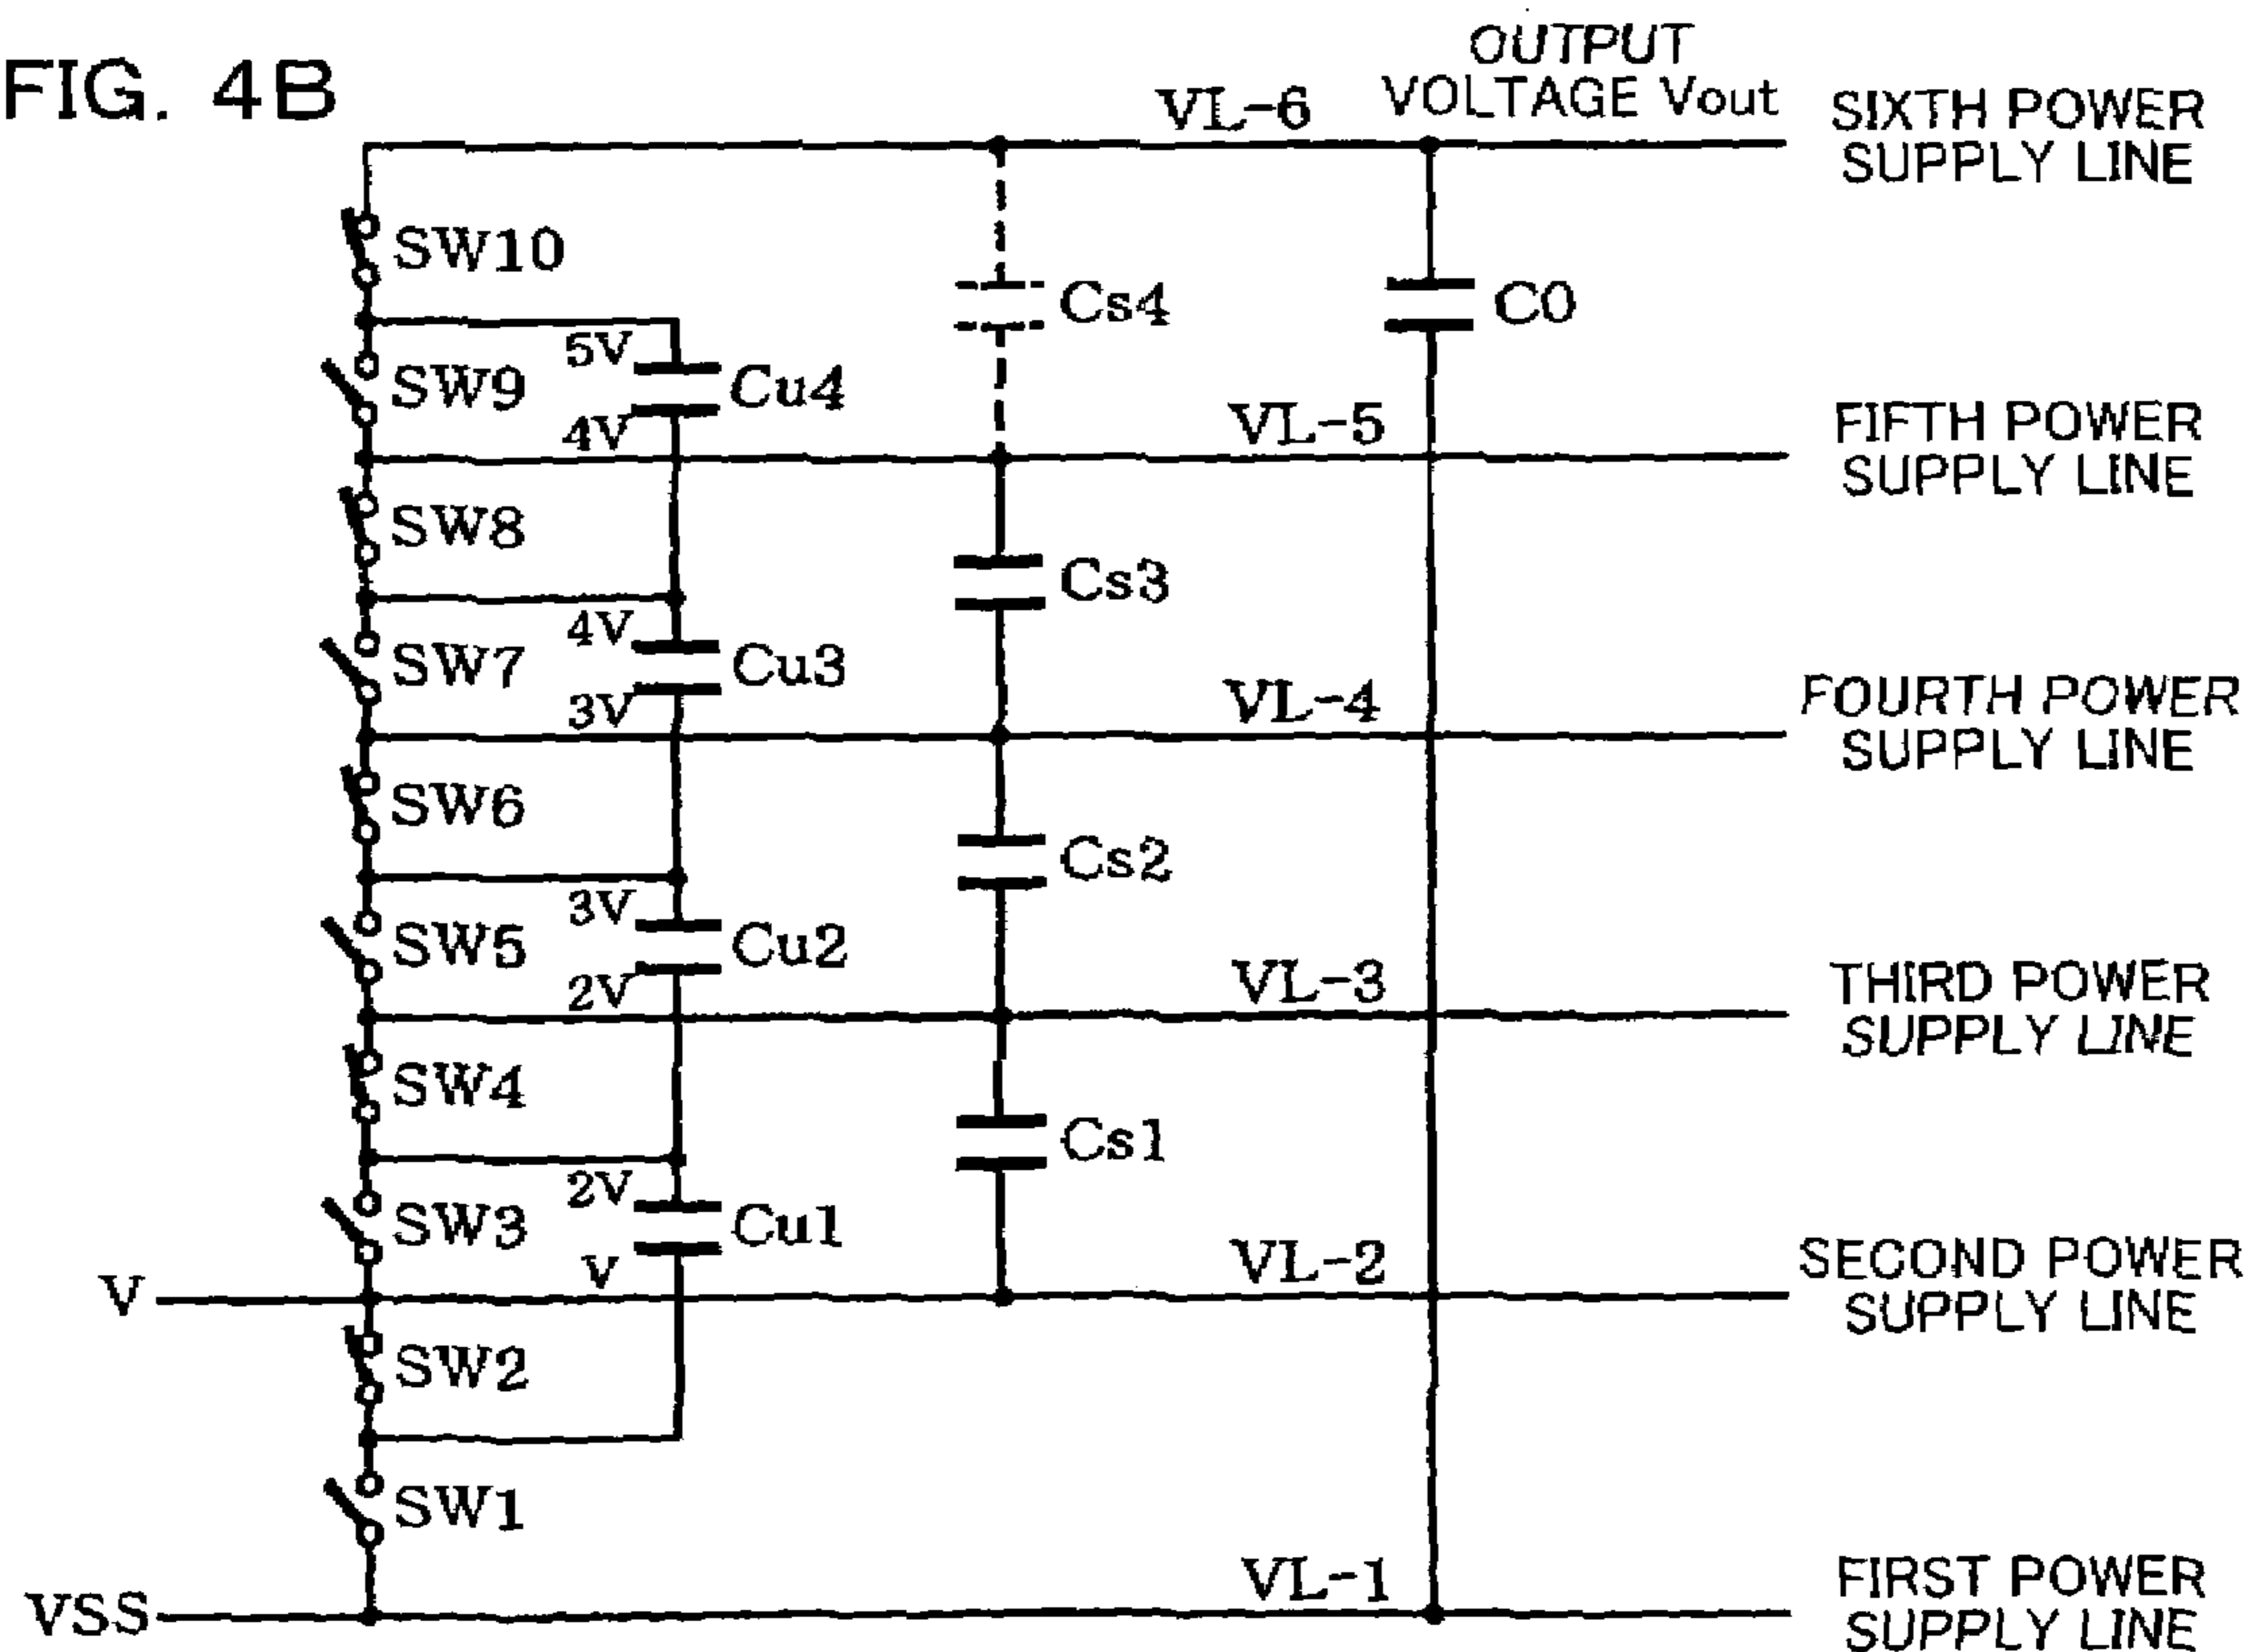 FIG. 4B
OUTPUT
VOLTAGE Vout
VL-6
SIXTH POWER
SUPPLY LINE
SW10
Cs4
C0
5V
SW9
Cu4
4V
VL-5
FIFTH POWER
SUPPLY LINE
SW8
Cs3
4V
SW7
Cu3
3V
VL-4
FOURTH POWER
SUPPLY LINE
SW6
Cs2
3V
SW5
Cu2
2V
VL-3
THIRD POWER
SUPPLY LINE
SW4
Cs1
2V
SW3
Cu1
V
VL-2
SECOND POWER
SUPPLY LINE
V
SW2
SW1
VL-1
FIRST POWER
SUPPLY LINE
VSS